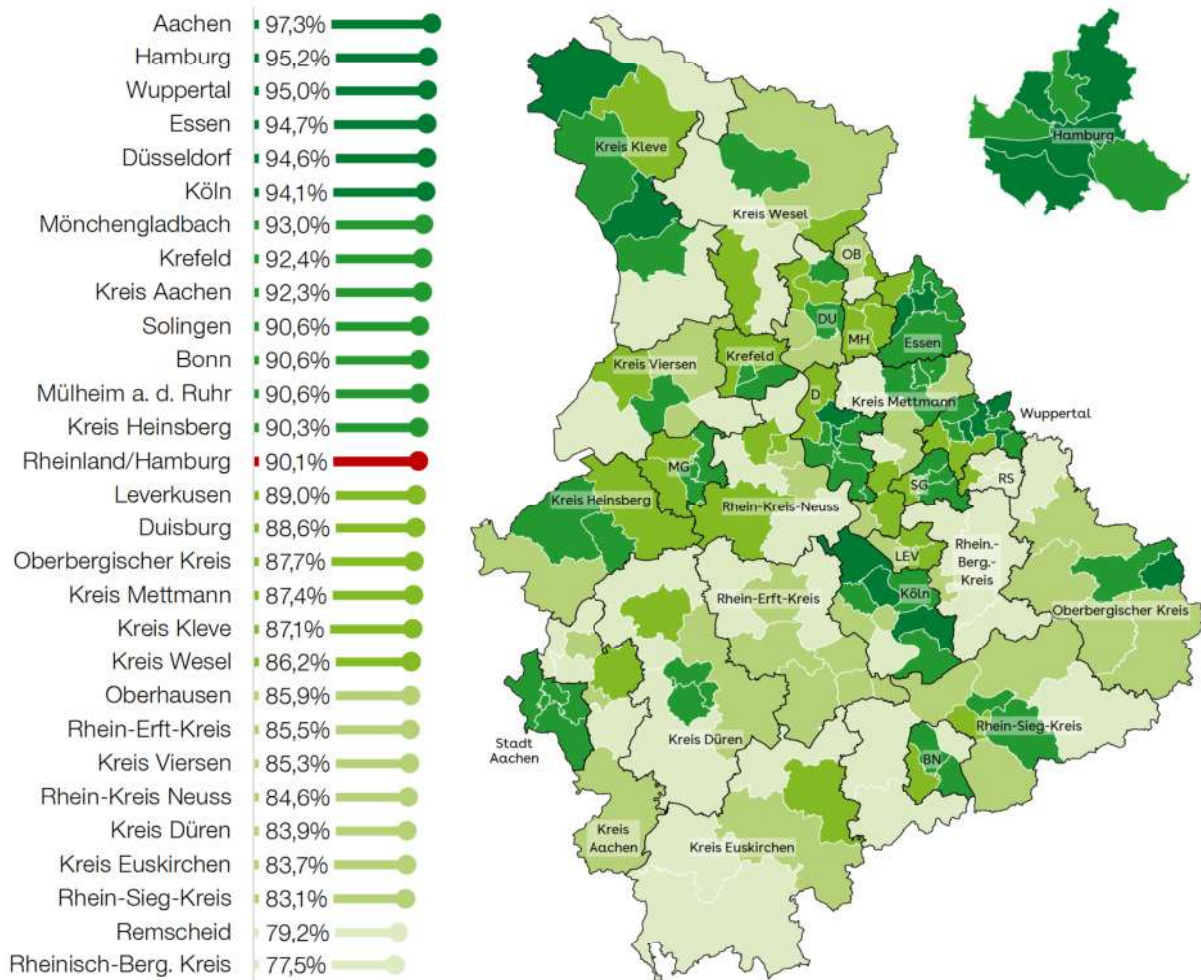 Aachen 97,3%
Hamburg 95,2%
Wuppertal 95,0%
Essen 94,7%
Düsseldorf 94,6%
Köln 94,1%
Mönchengladbach 93,0%
Krefeld 92,4%
Kreis Aachen 92,3%
Solingen 90,6%
Bonn 90,6%
Mülheim a. d. Ruhr 90,6%
Kreis Heinsberg 90,3%
Rheinland/Hamburg 90,1%
Leverkusen 89,0%
Duisburg 88,6%
Oberbergischer Kreis 87,7%
Kreis Mettmann 87,4%
Kreis Kleve 87,1%
Kreis Wesel 86,2%
Oberhausen 85,9%
Rhein-Erft-Kreis 85,5%
Kreis Viersen 85,3%
Rhein-Kreis Neuss 84,6%
Kreis Düren 83,9%
Kreis Euskirchen 83,7%
Rhein-Sieg-Kreis 83,1%
Remscheid 79,2%
Rheinisch-Berg. Kreis 77,5%
Hamburg
Kreis Kleve
Kreis Wesel
OB
DU
MH
Essen
Kreis Viersen
Krefeld
D
Kreis Mettmann
Wuppertal
MG
SG
RS
Kreis Heinsberg
Rhein-Kreis-Neuss
LEV
Rhein.-
Berg.-
Kreis
Rhein-Erft-Kreis
Köln
Oberbergischer Kreis
Stadt
Aachen
Kreis Düren
Rhein-Sieg-Kreis
BN
Kreis
Aachen
Kreis Euskirchen